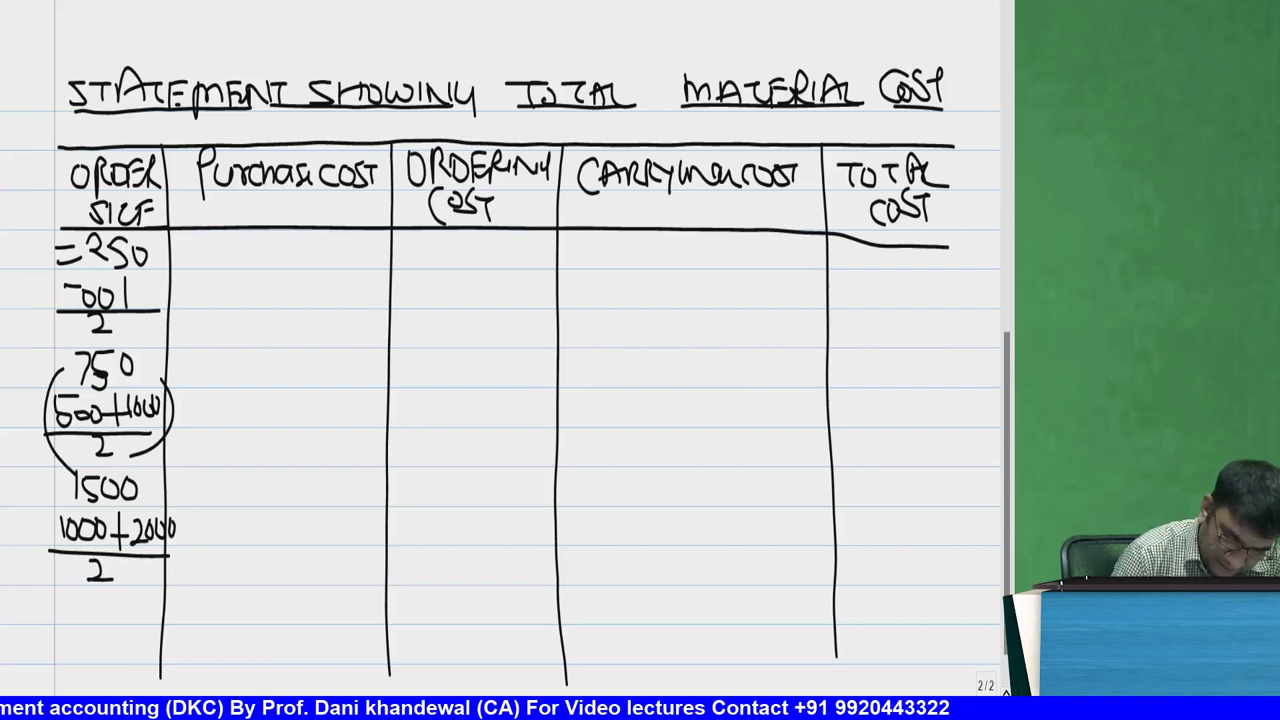 STATEMENT SHOWING TOTAL MATERIAL COST
ORDER SIZE
PURCHASE COST
ORDERING COST
CARRYING COST
TOTAL COST
=250
2
750
500+1000
2
1500
1000+2000
2
2/2
ment accounting (DKC) By Prof. Dani khandewal (CA) For Video lectures Contact +91 9920443322